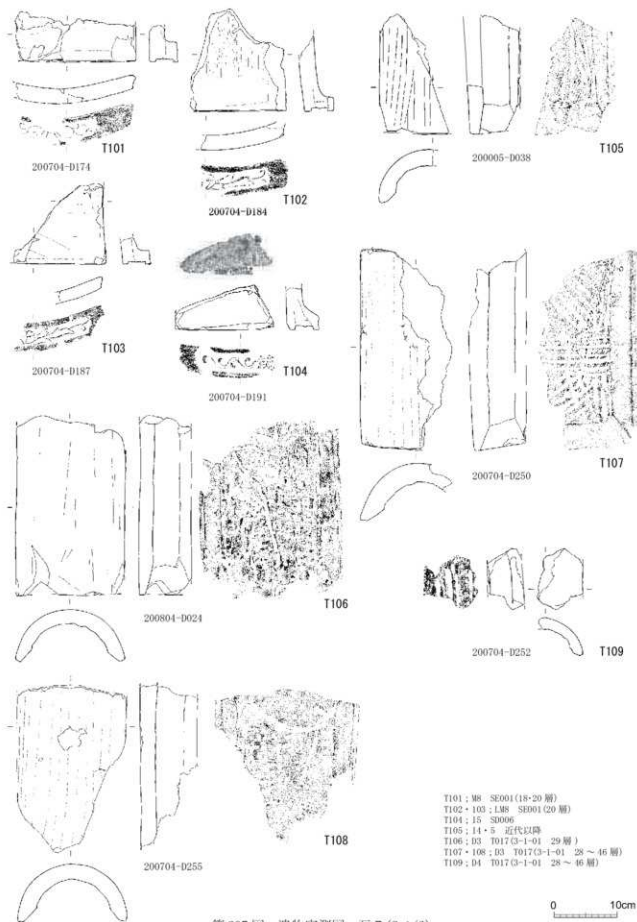 T101
200704-D174
T102
200704-D184
T105
200005-D038
T103
200704-D187
T104
200704-D191
T107
200704-D250
T106
200804-D024
T109
200704-D252
T108
200704-D255
T101；M8 SE001(18・20 層)
T102・103；LM8 SE001(20 層)
T104；I5 SD006
T105；I4・5 近代以降
T106；D3 T017(3-1-01 29 層)
T107・108；D3 T017(3-1-01 28 ～ 46 層)
T109；D4 T017(3-1-01 28 ～ 46 層)
0 10cm